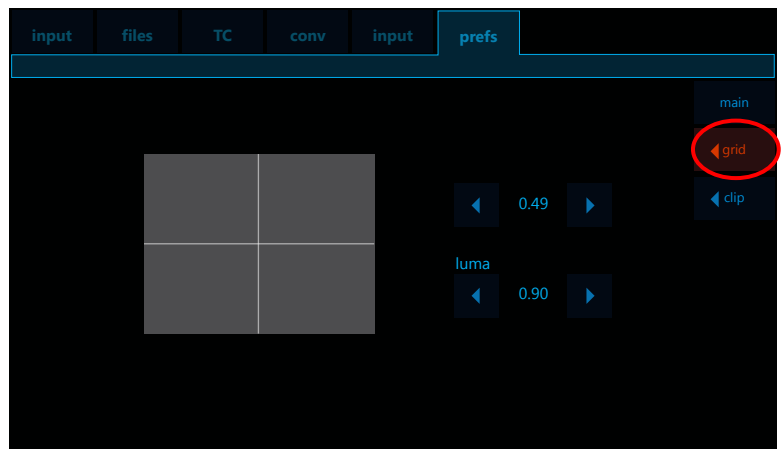 input files TC conv input prefs
main
grid
clip
0.49
luma
0.90